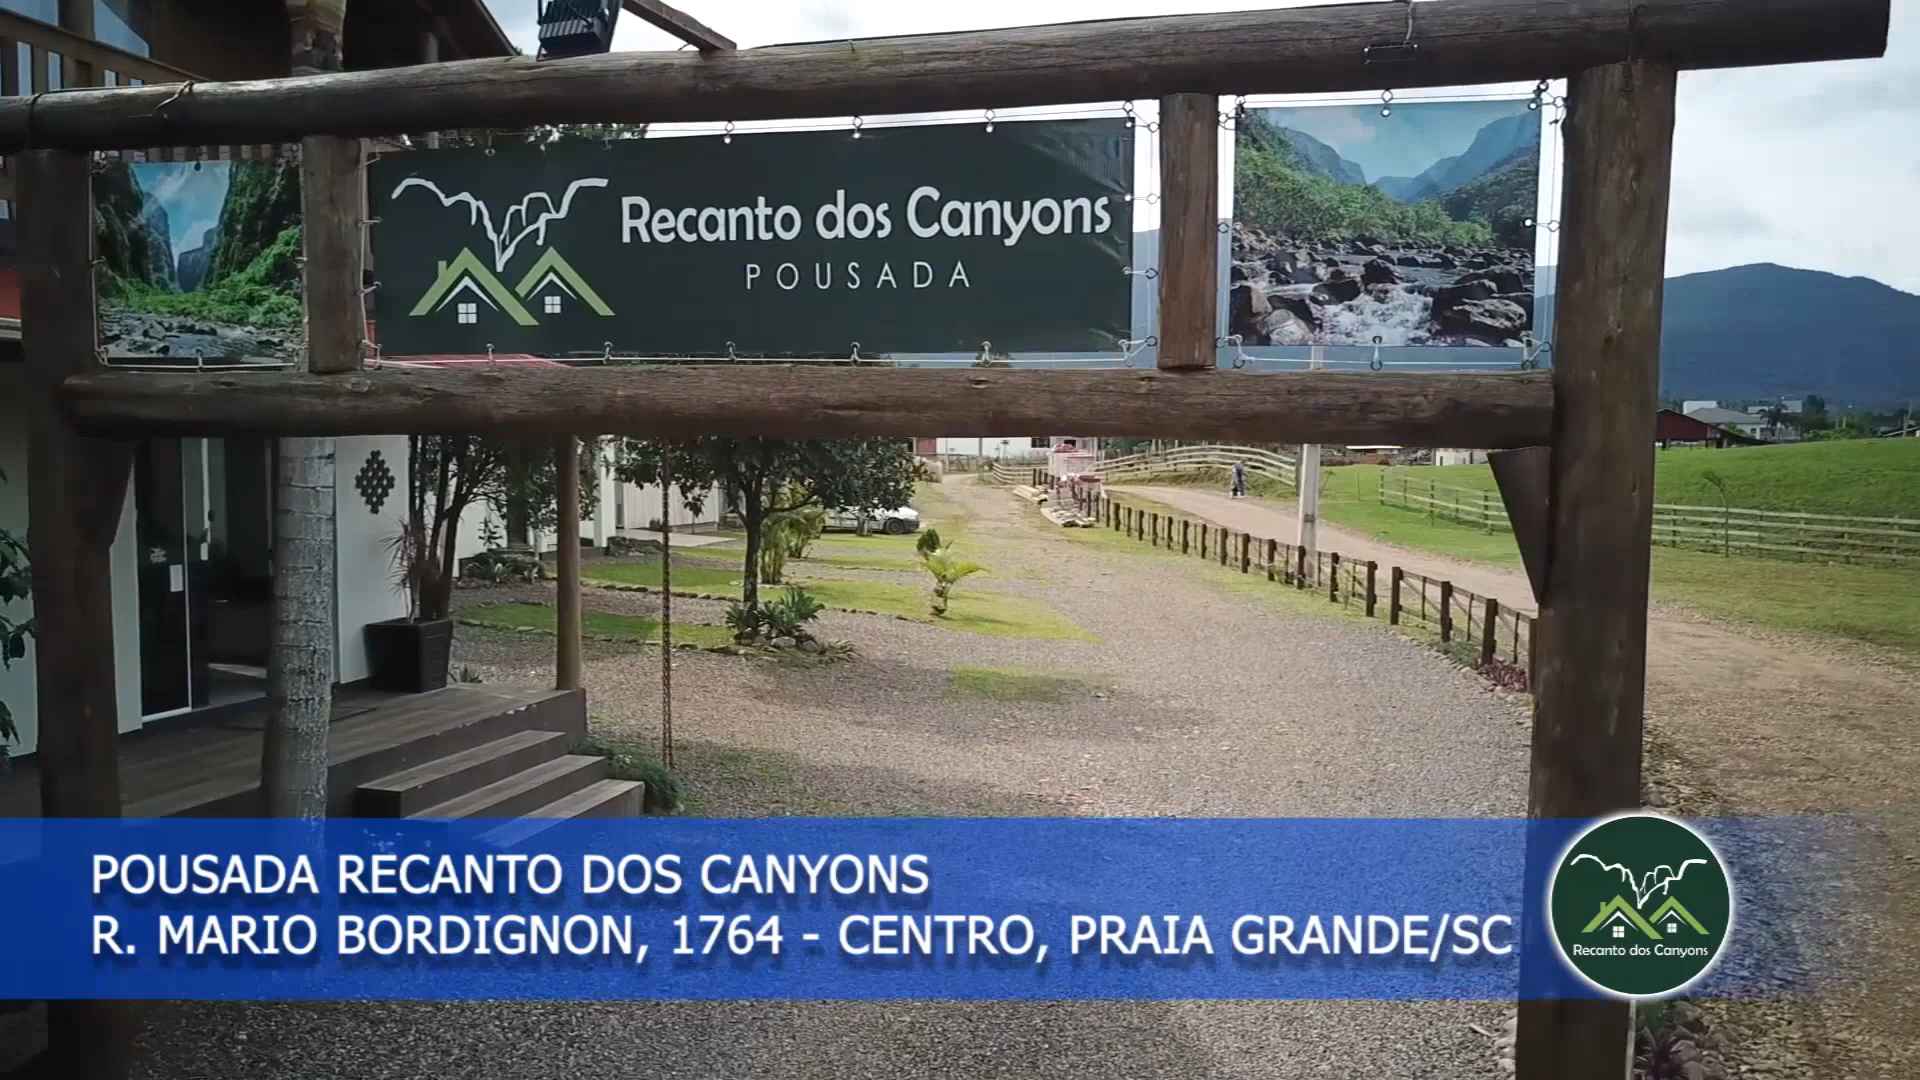 Recanto dos Canyons
POUSADA
POUSADA RECANTO DOS CANYONS
R. MARIO BORDIGNON, 1764 - CENTRO, PRAIA GRANDE/SC
Recanto dos Canyons